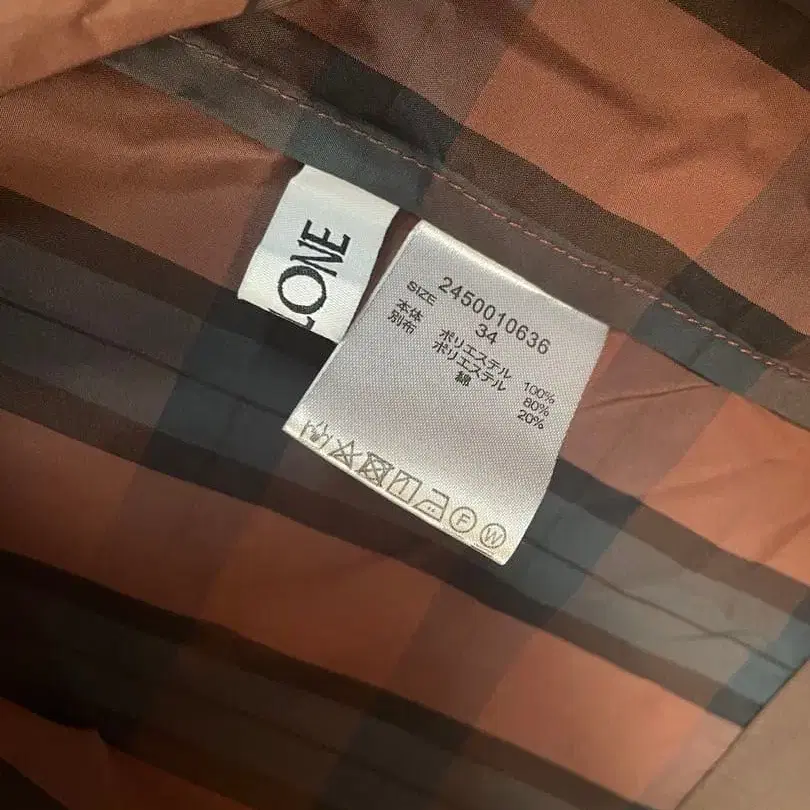 LONE
2450010636
SIZE 34
本体 ポリエステル 100%
別布 ポリエステル 80%
綿 20%
F W